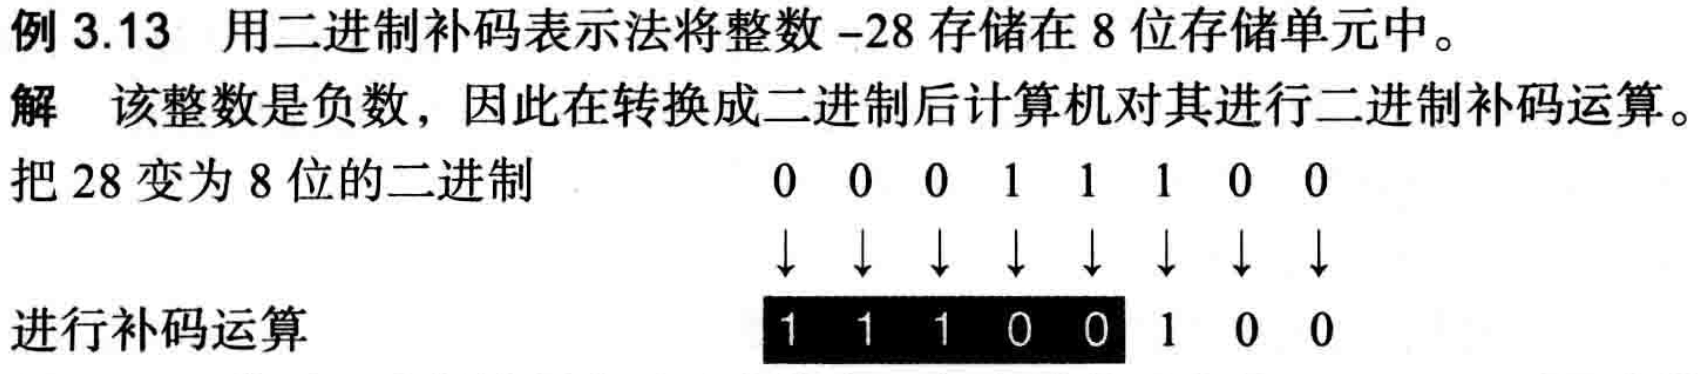 例 3.13 用二进制补码表示法将整数 –28 存储在 8 位存储单元中。
解 该整数是负数，因此在转换成二进制后计算机对其进行二进制补码运算。
把 28 变为 8 位的二进制 0 0 0 1 1 1 0 0
↓ ↓ ↓ ↓ ↓ ↓ ↓ ↓
进行补码运算 1 1 1 0 0 1 0 0